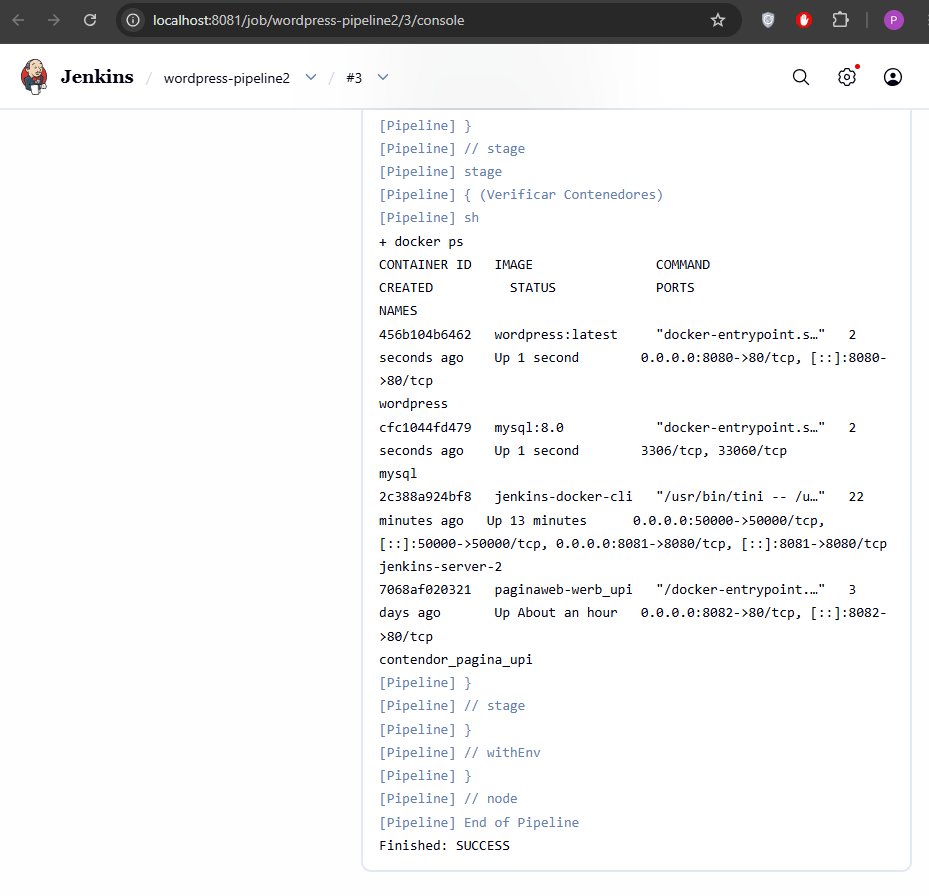 localhost:8081/job/wordpress-pipeline2/3/console
P
Jenkins / wordpress-pipeline2 / #3
[Pipeline] }
[Pipeline] // stage
[Pipeline] stage
[Pipeline] { (Verificar Contenedores)
[Pipeline] sh
+ docker ps
CONTAINER ID   IMAGE                COMMAND
CREATED          STATUS             PORTS
NAMES
456b104b6462   wordpress:latest     "docker-entrypoint.s…"   2
seconds ago    Up 1 second        0.0.0.0:8080->80/tcp, [::]:8080-
>80/tcp
wordpress
cfc1044fd479   mysql:8.0            "docker-entrypoint.s…"   2
seconds ago    Up 1 second        3306/tcp, 33060/tcp
mysql
2c388a924bf8   jenkins-docker-cli   "/usr/bin/tini -- /u…"   22
minutes ago   Up 13 minutes      0.0.0.0:50000->50000/tcp,
[::]:50000->50000/tcp, 0.0.0.0:8081->8080/tcp, [::]:8081->8080/tcp
jenkins-server-2
7068af020321   paginaweb-werb_upi   "/docker-entrypoint.…"   3
days ago       Up About an hour   0.0.0.0:8082->80/tcp, [::]:8082-
>80/tcp
contendor_pagina_upi
[Pipeline] }
[Pipeline] // stage
[Pipeline] }
[Pipeline] // withEnv
[Pipeline] }
[Pipeline] // node
[Pipeline] End of Pipeline
Finished: SUCCESS